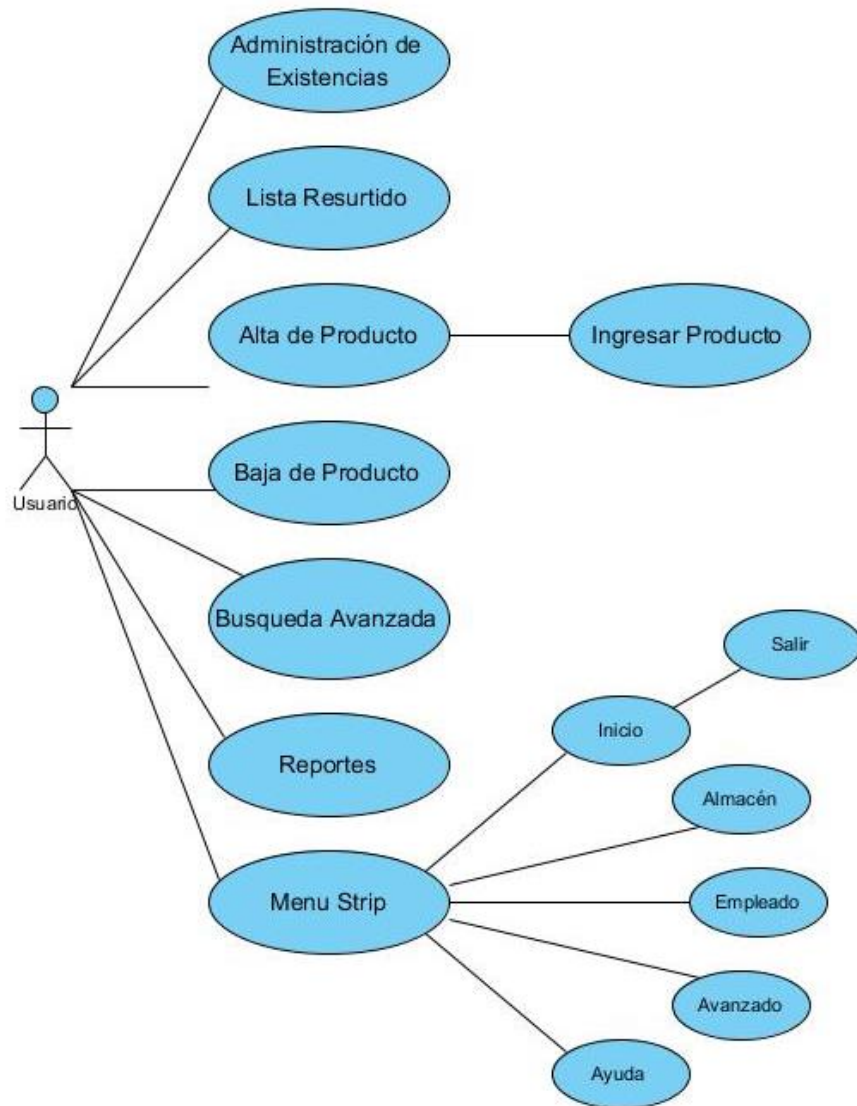 Administración de
Existencias
Lista Resurtido
Alta de Producto
Ingresar Producto
Usuario
Baja de Producto
Busqueda Avanzada
Salir
Inicio
Reportes
Almacén
Menu Strip
Empleado
Avanzado
Ayuda